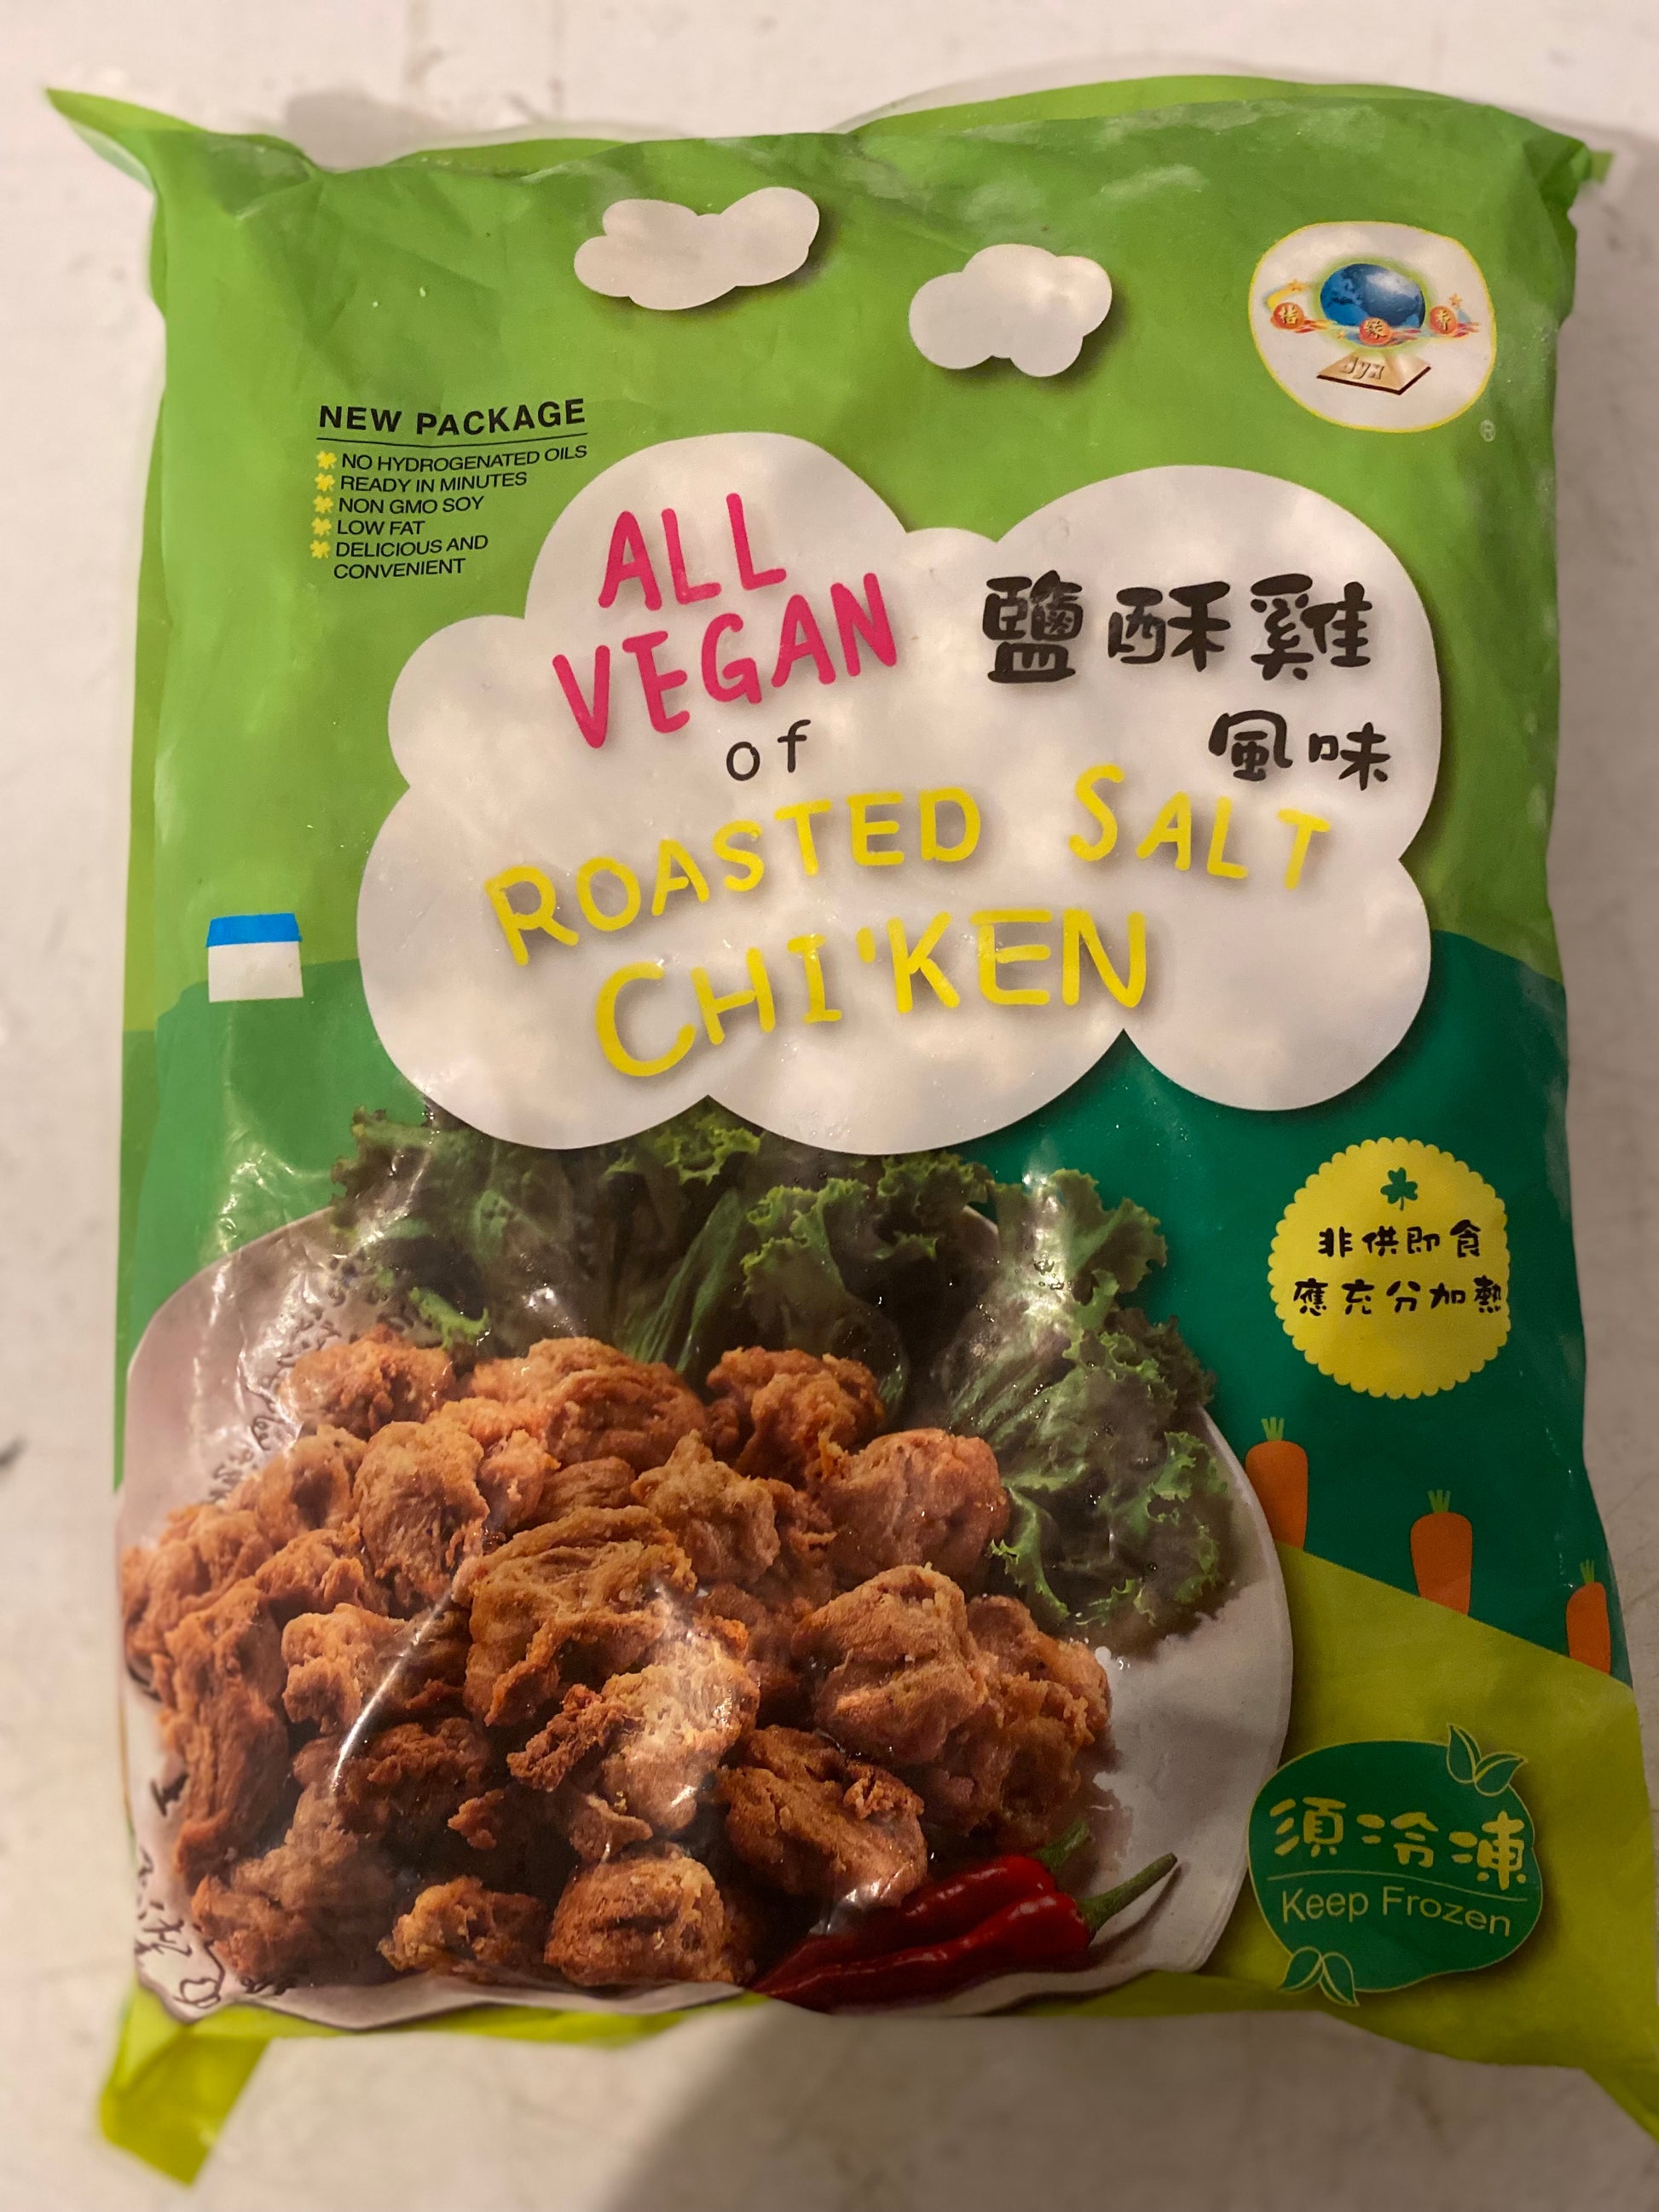 NEW PACKAGE
NO HYDROGENATED OILS
READY IN MINUTES
NON GMO SOY
LOW FAT
DELICIOUS AND
CONVENIENT
jyx
®
ALL
VEGAN
of
鹽酥雞
風味
ROASTED SALT
CHI'KEN
非供即食
應充分加熱
須冷凍
Keep Frozen